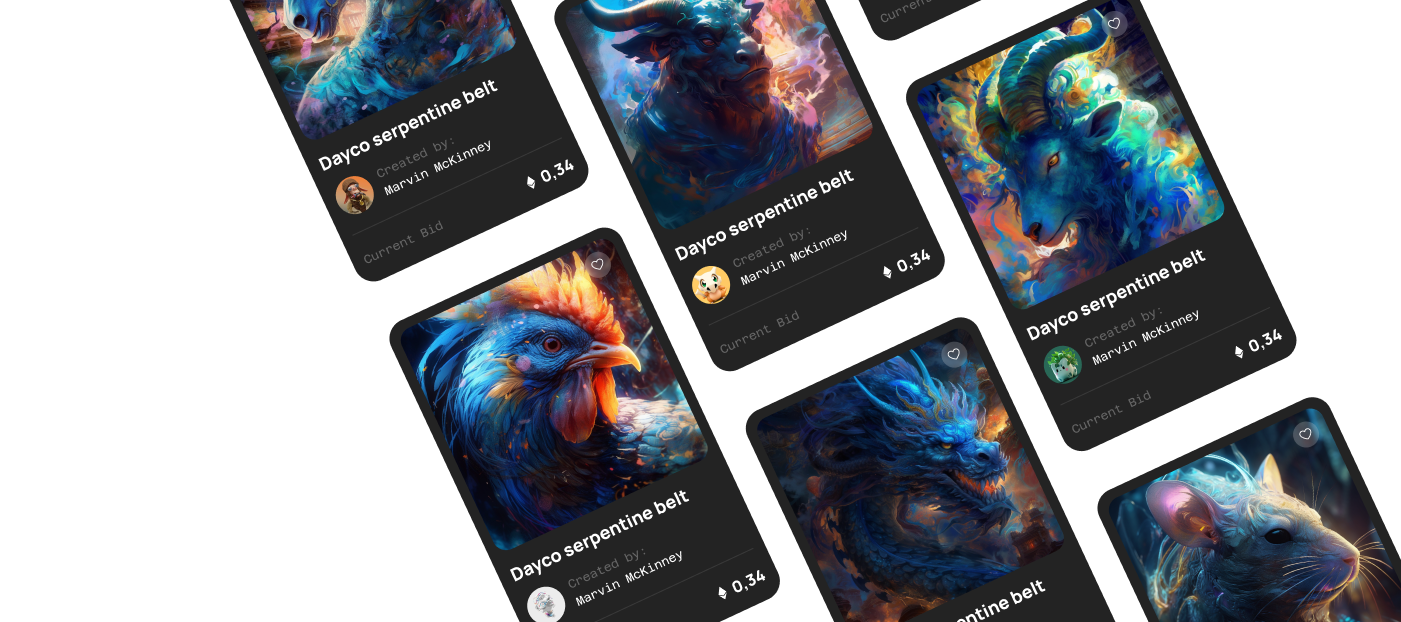 Dayco serpentine belt
Created by:
Marvin McKinney
Current Bid
0,34
Dayco serpentine belt
Created by:
Marvin McKinney
Current Bid
0,34
Current
Dayco serpentine belt
Created by:
Marvin McKinney
Current Bid
0,34
Dayco serpentine belt
Created by:
Marvin McKinney
0,34
belt